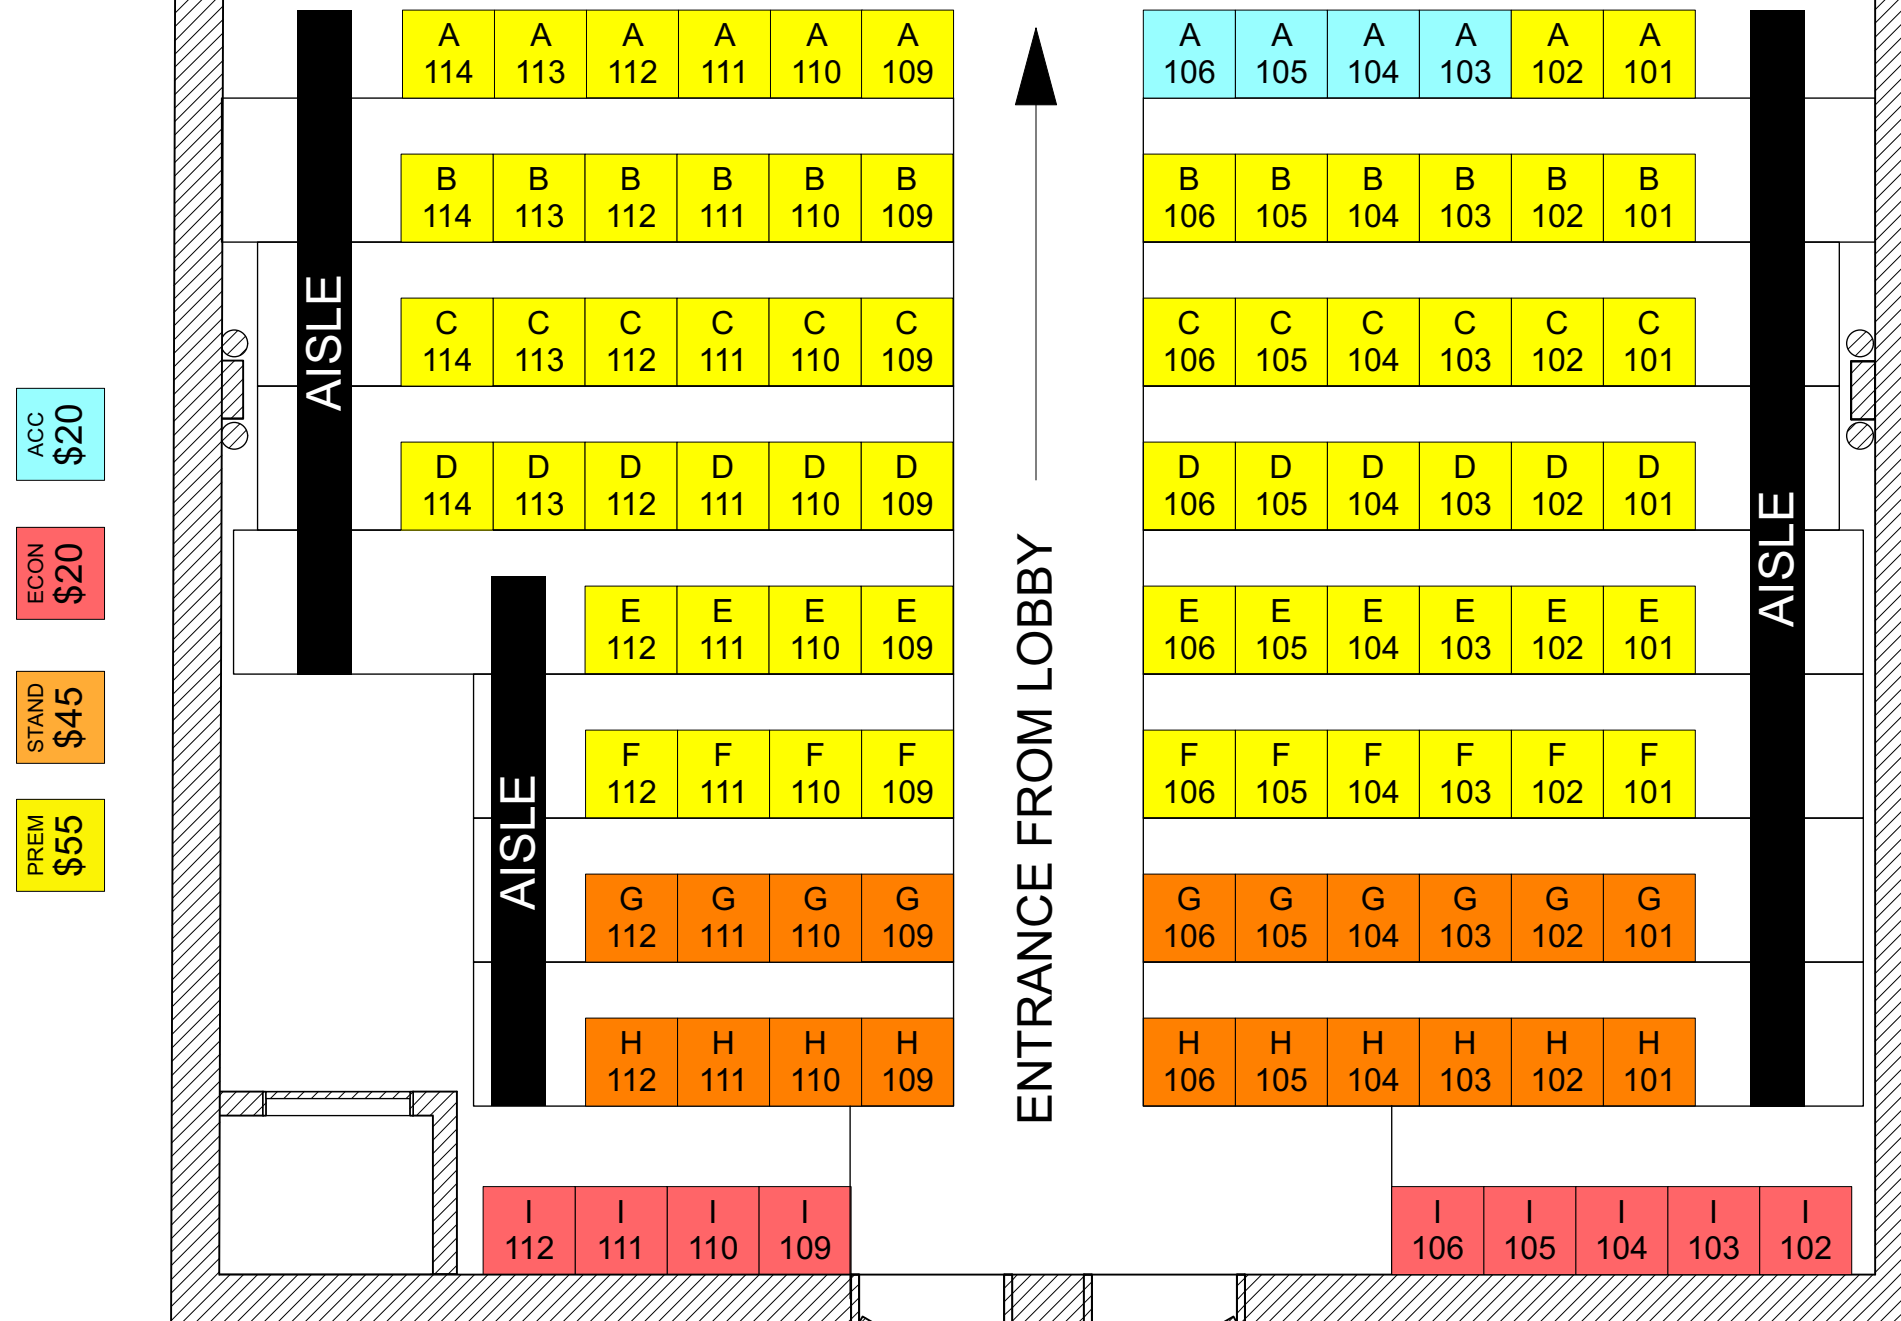 A A A A A A A A A A A A
114 113 112 111 110 109 106 105 104 103 102 101
B B B B B B B B B B B B
114 113 112 111 110 109 106 105 104 103 102 101
C C C C C C C C C C C C
114 113 112 111 110 109 106 105 104 103 102 101
D D D D D D D D D D D D
114 113 112 111 110 109 106 105 104 103 102 101
E E E E E E E E E E
112 111 110 109 106 105 104 103 102 101
F F F F F F F F F F
112 111 110 109 106 105 104 103 102 101
G G G G G G G G G G
112 111 110 109 106 105 104 103 102 101
H H H H H H H H H H
112 111 110 109 106 105 104 103 102 101
I I I I I I I I I
112 111 110 109 106 105 104 103 102
AISLE
AISLE
AISLE
ENTRANCE FROM LOBBY
ACC
$20
ECON
$20
STAND
$45
PREM
$55